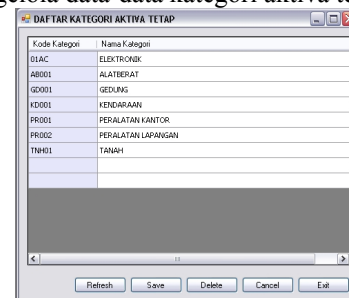 gelola data data kategori aktiva te
DAFTAR KATEGORI AKTIVA TETAP
Kode Kategori Nama Kategori
01AC ELEKTRONIK
AB001 ALATBERAT
GD001 GEDUNG
KD001 KENDARAAN
PR001 PERALATAN KANTOR
PR002 PERALATAN LAPANGAN
TNH01 TANAH
Refresh Save Delete Cancel Exit